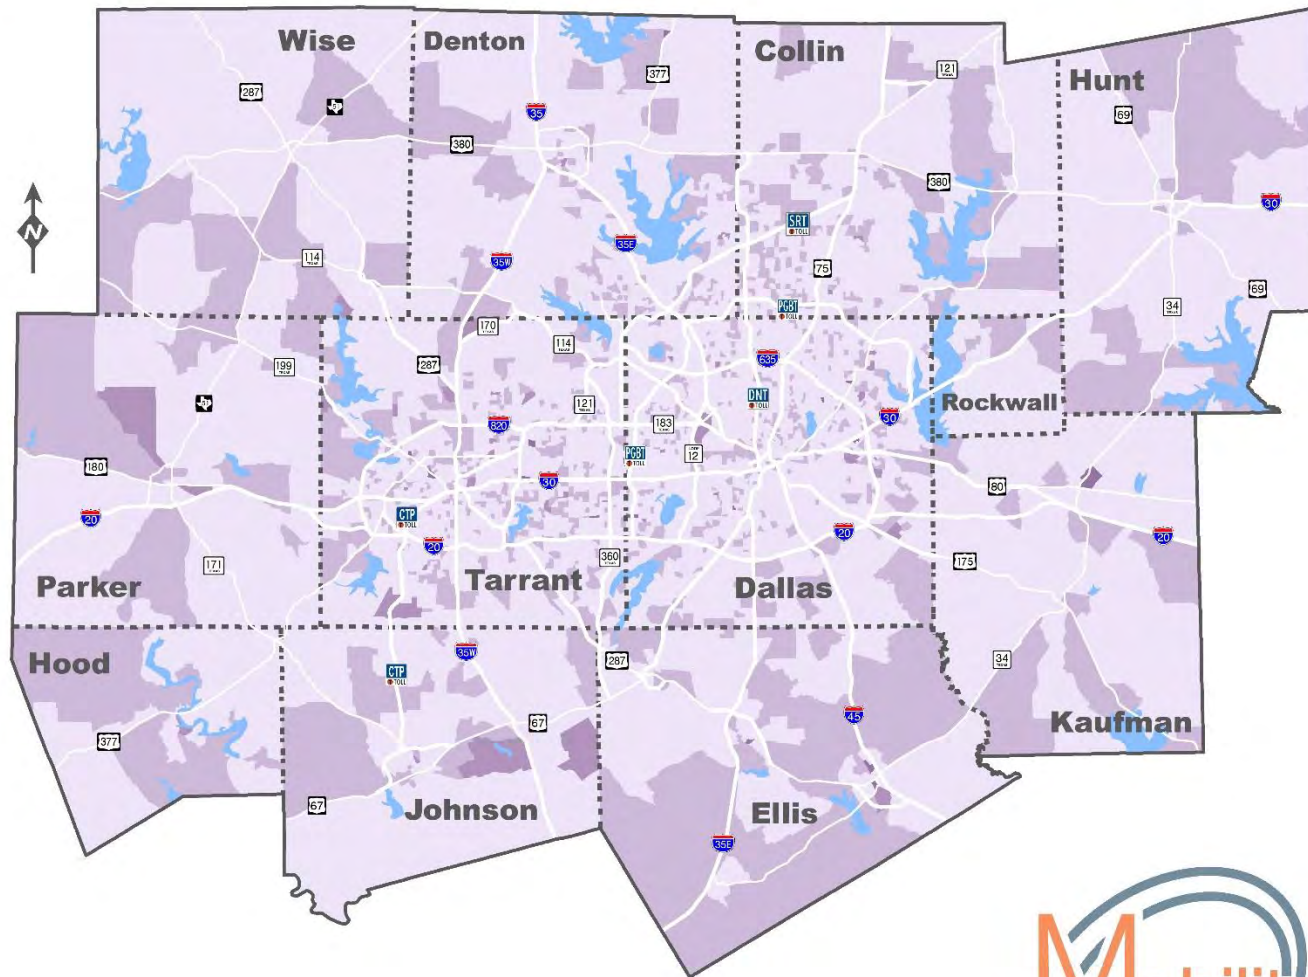 Wise
Denton
Collin
Hunt
121
TEXAS
377
287
69
35
380
380
30
N
SRT
TOLL
35E
35W
114
TEXAS
75
69
PGBT
TOLL
34
170
114
635
199
287
DNT
TOLL
121
Rockwall
30
820
183
PGBT
TOLL
LOOP
12
180
30
80
20
CTP
TOLL
20
20
20
360
175
171
Parker
Tarrant
Dallas
Hood
35W
287
34
CTP
TOLL
45
Kaufman
67
377
67
Johnson
Ellis
35E
M